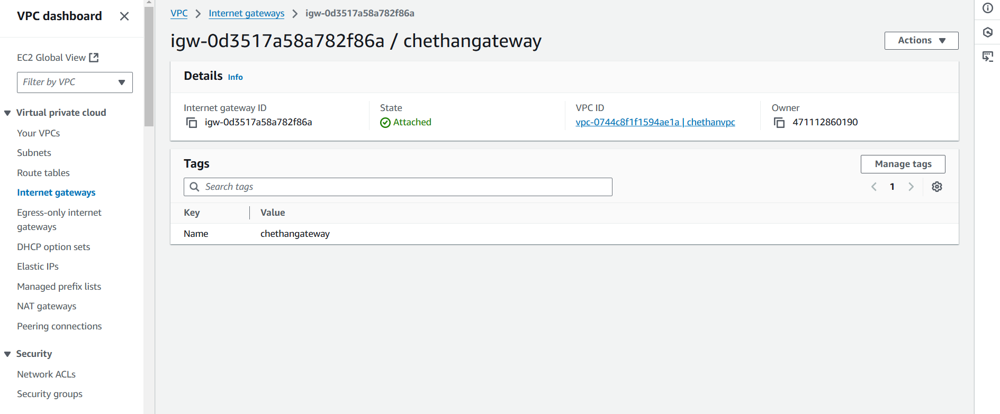 VPC dashboard
EC2 Global View
Filter by VPC
Virtual private cloud
Your VPCs
Subnets
Route tables
Internet gateways
Egress-only internet
gateways
DHCP option sets
Elastic IPs
Managed prefix lists
NAT gateways
Peering connections
Security
Network ACLs
Security groups
VPC > Internet gateways > igw-0d3517a58a782f86a
igw-0d3517a58a782f86a / chethangateway
Actions
Details Info
Internet gateway ID
igw-0d3517a58a782f86a
State
Attached
VPC ID
vpc-0744c8f1f1594ae1a | chethanvpc
Owner
471112860190
Tags
Manage tags
Search tags
1
Key Value
Name chethangateway